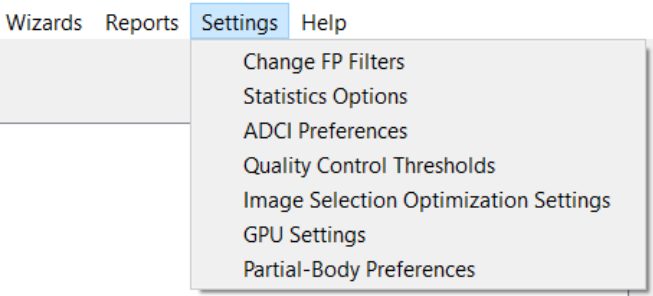 Wizards Reports Settings Help
Change FP Filters
Statistics Options
ADCI Preferences
Quality Control Thresholds
Image Selection Optimization Settings
GPU Settings
Partial-Body Preferences